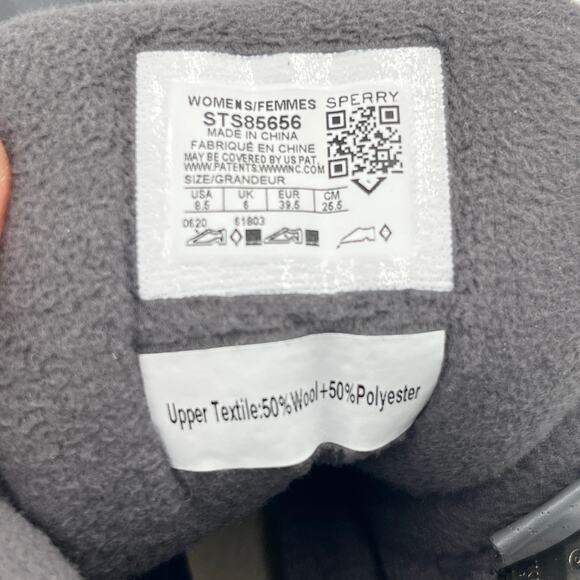 WOMENS/FEMMES SPERRY
STS85656
MADE IN CHINA
FABRIQUÉ EN CHINE
MAY BE COVERED BY US PAT.
WWW.PATENTS.WWWINC.COM
SIZE/GRANDEUR
USA UK EUR CM
8.5 6 39.5 25.5
0620 61803
Upper Textile:50%Wool+50%Polyester